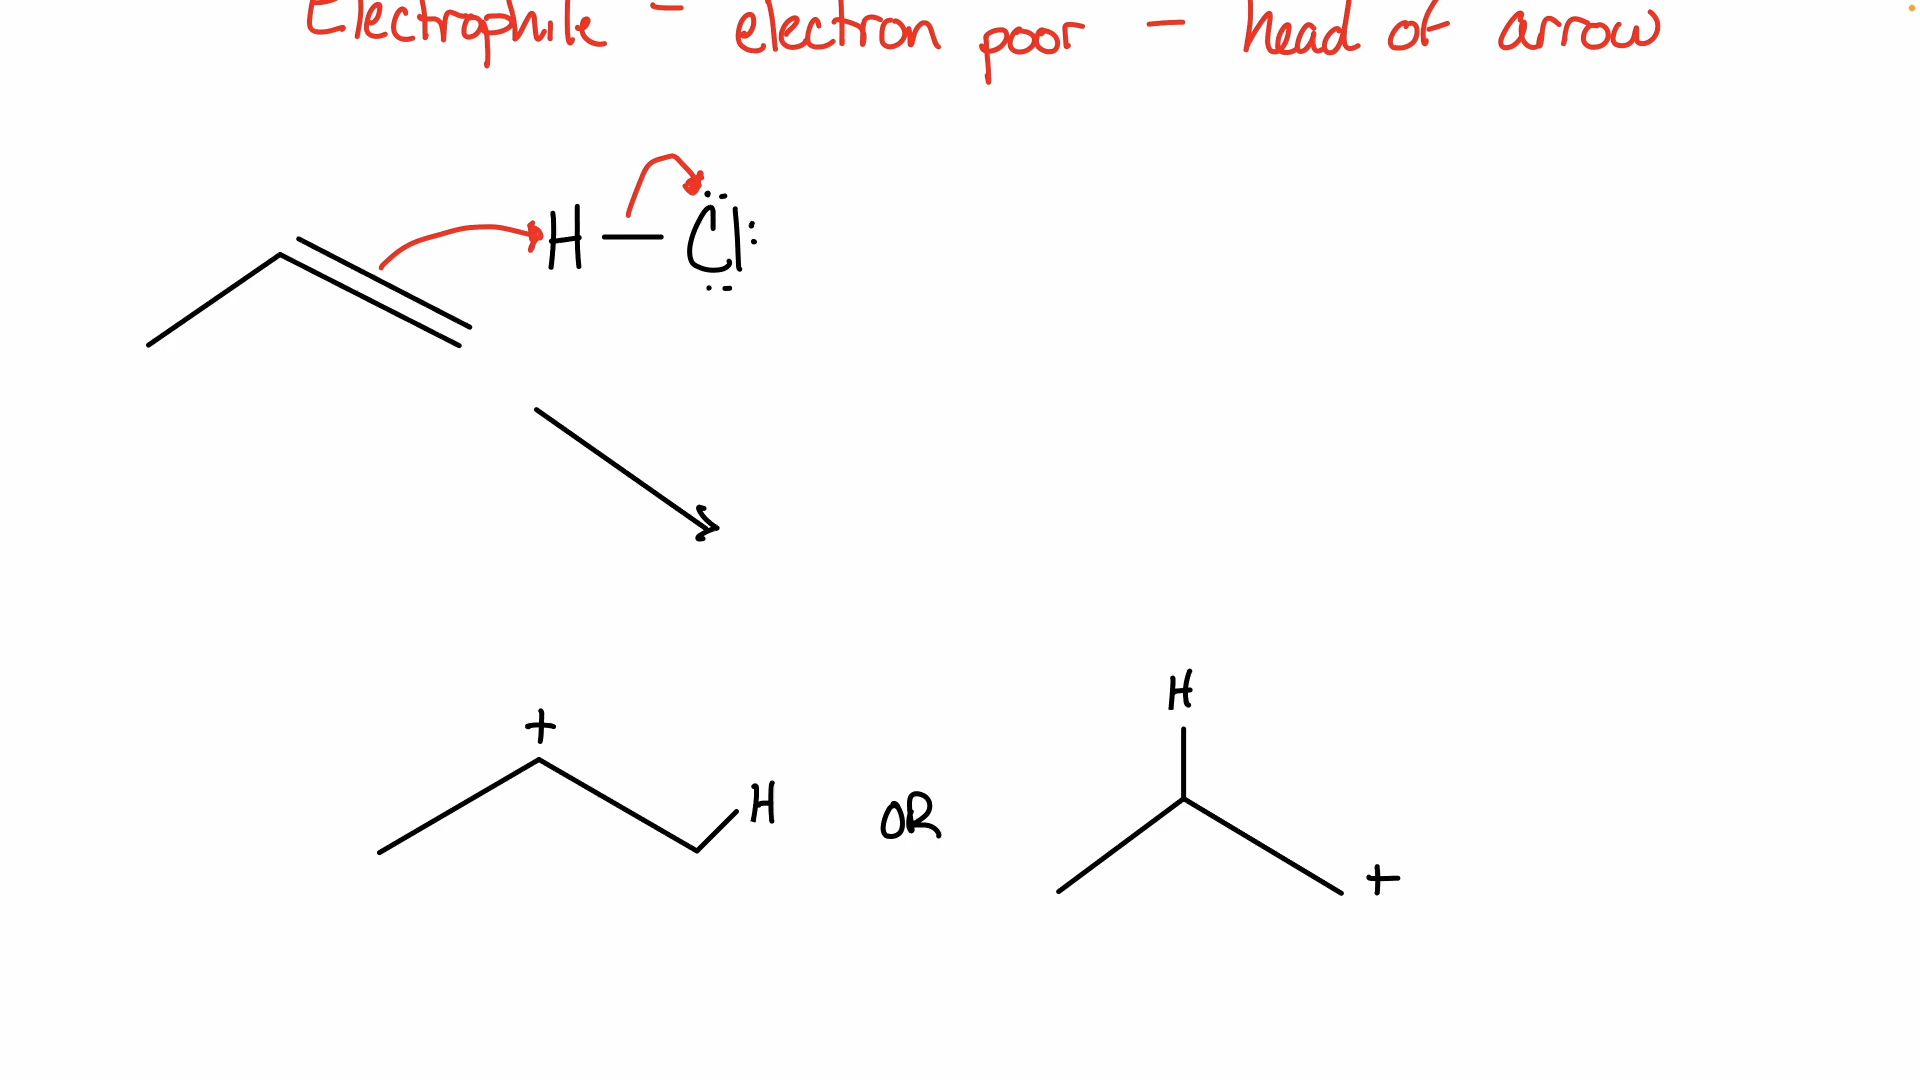 Electrophile - electron poor - head of arrow
H - Cl
+
H
H
OR
+